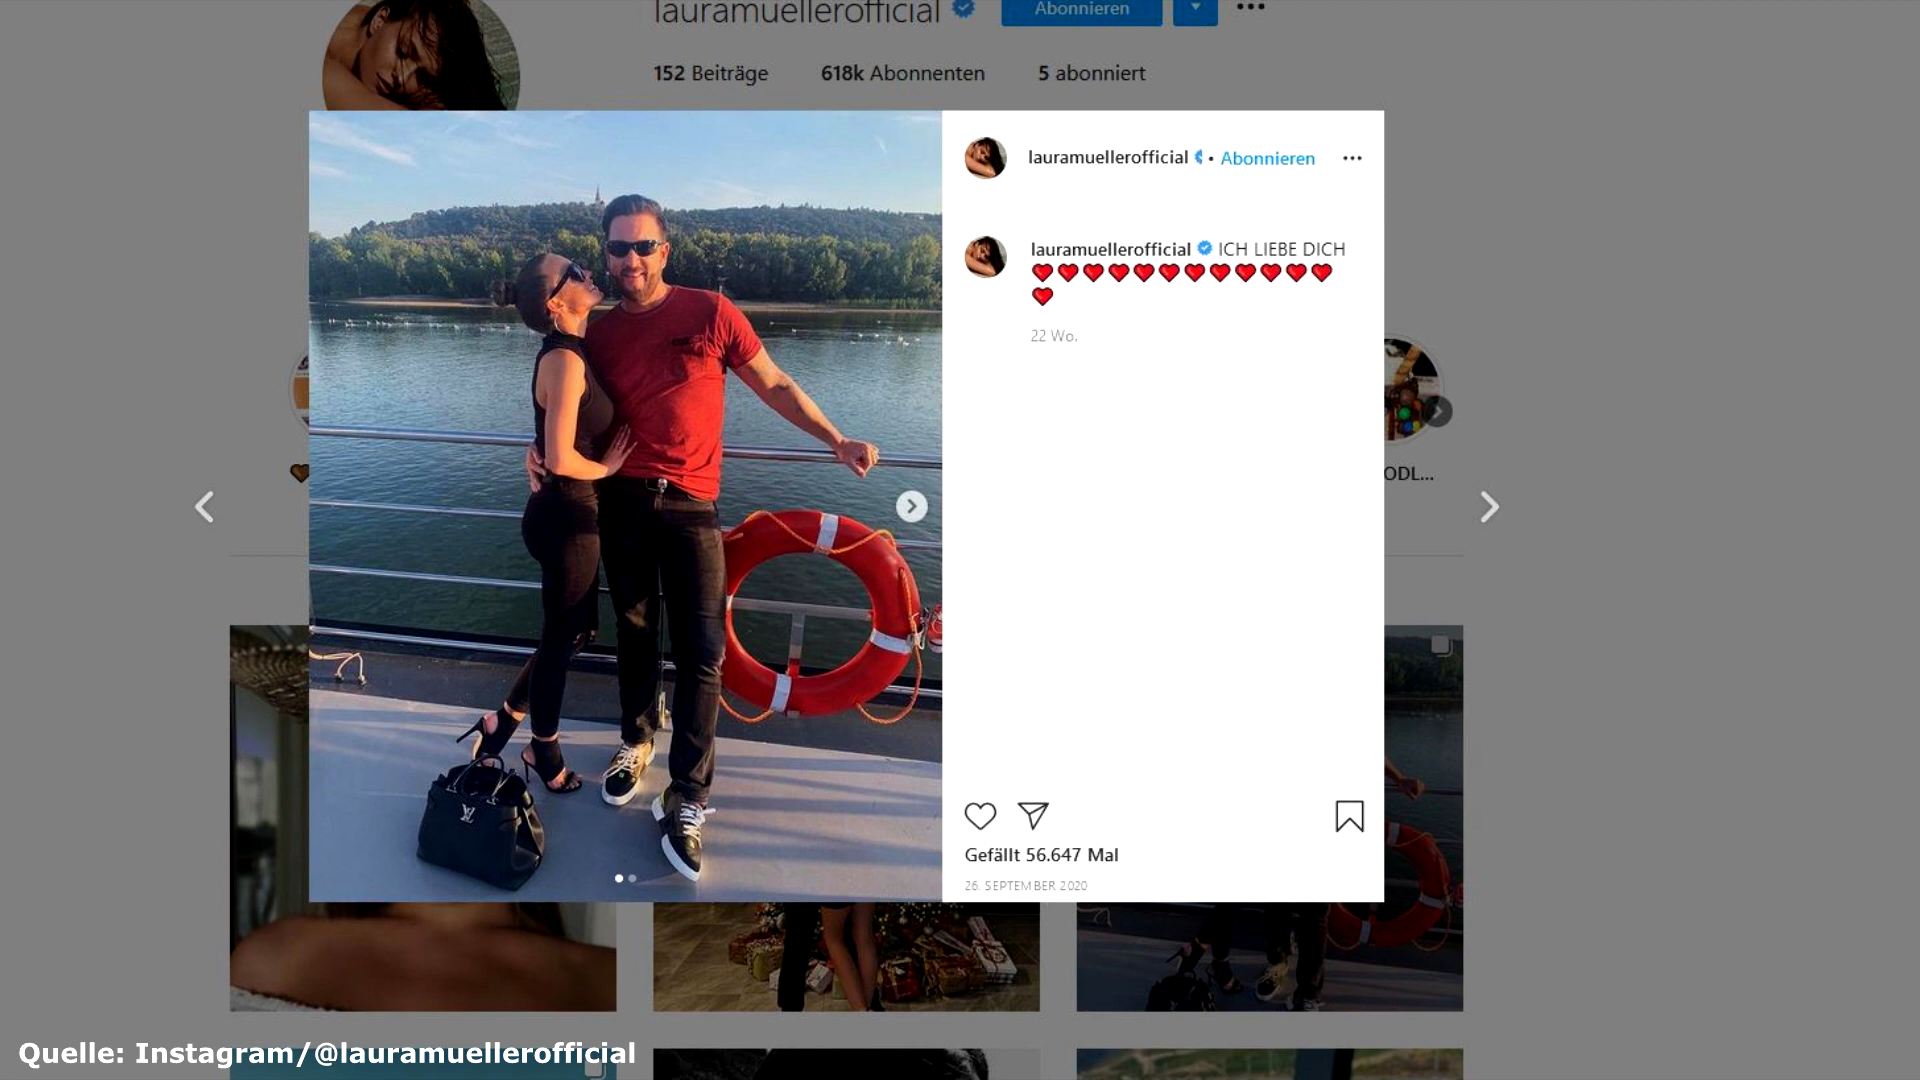 lauramuellerofficial
Abonnieren
152 Beiträge 618k Abonnenten 5 abonniert
lauramuellerofficial • Abonnieren
lauramuellerofficial ICH LIEBE DICH
❤❤❤❤❤❤❤❤❤❤❤❤
❤
22 Wo.
ODL...
LV
Gefällt 56.647 Mal
26. SEPTEMBER 2020
Quelle: Instagram/@lauramuellerofficial